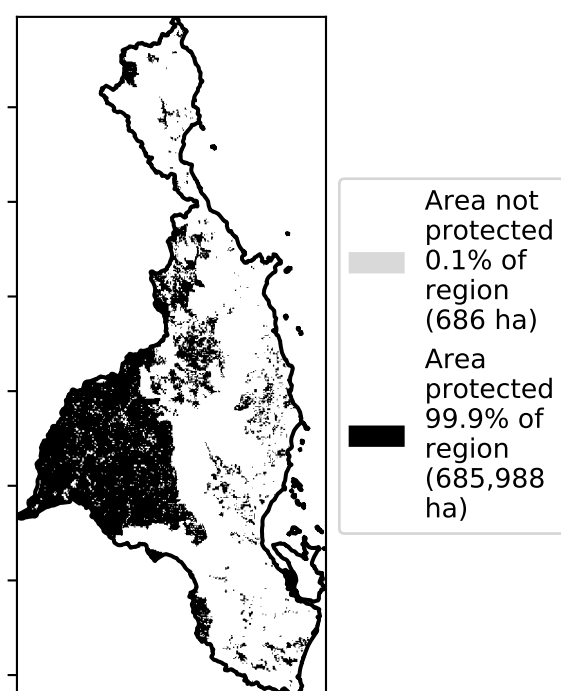 Area not
protected
0.1% of
region
(686 ha)
Area
protected
99.9% of
region
(685,988
ha)